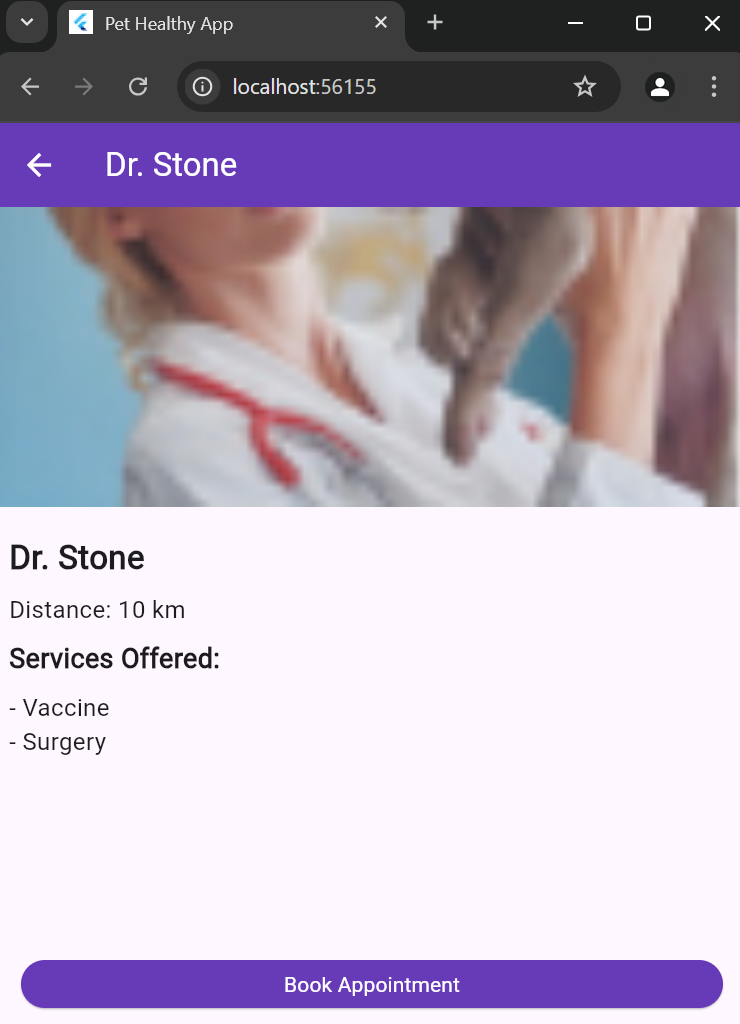 Pet Healthy App
localhost:56155
Dr. Stone
Dr. Stone
Distance: 10 km
Services Offered:
- Vaccine
- Surgery
Book Appointment